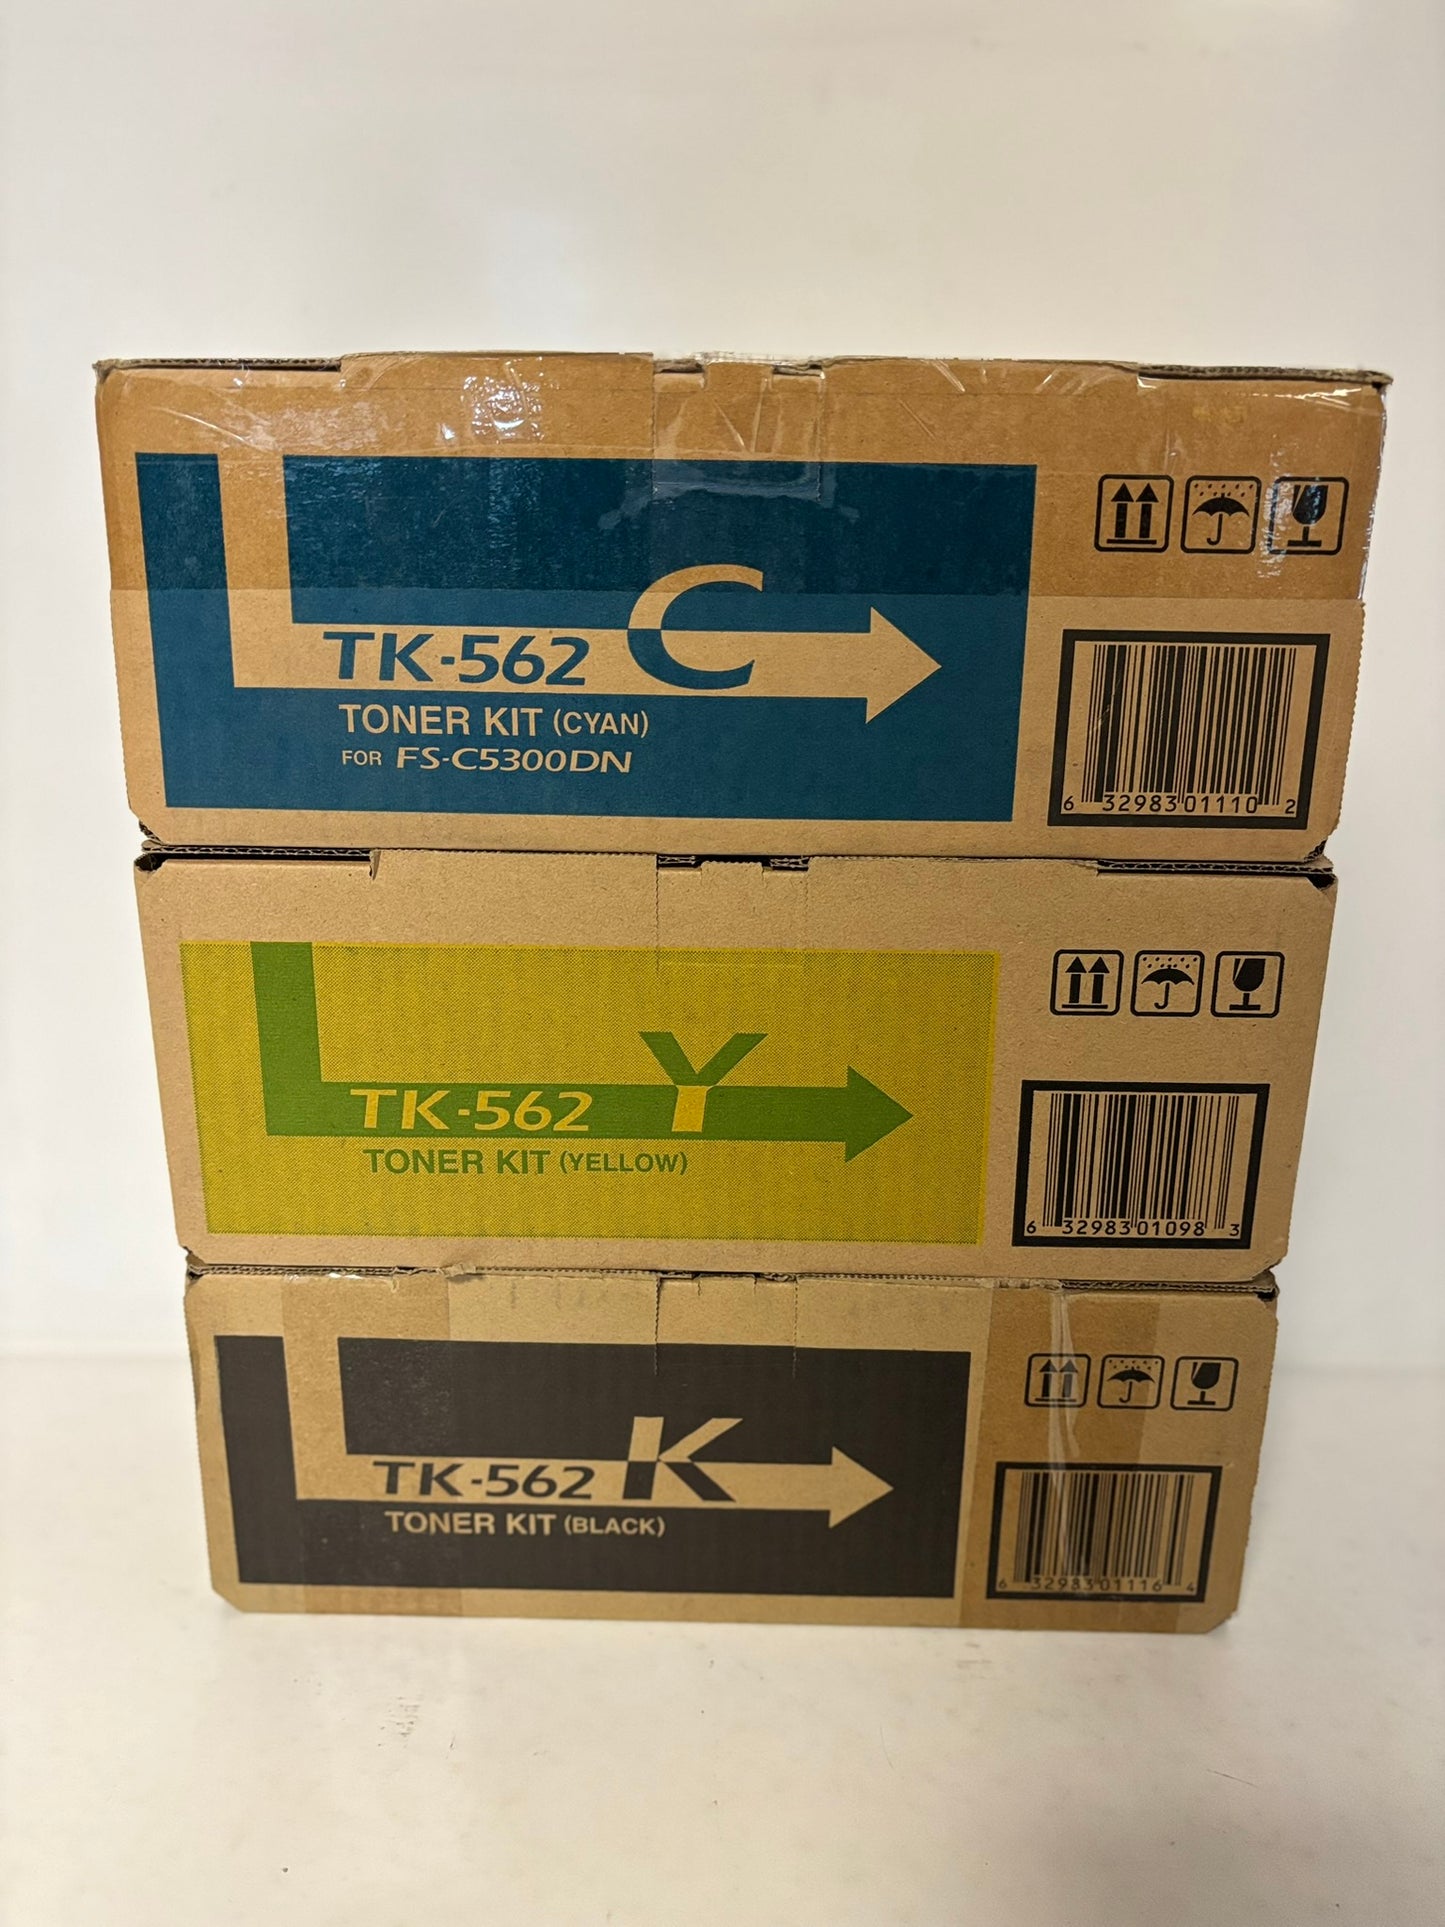 TK-562 C
TONER KIT (CYAN)
FOR FS-C5300DN
6 32983 01110 2
TK-562 Y
TONER KIT (YELLOW)
6 32983 01098 3
TK-562 K
TONER KIT (BLACK)
6 32983 01116 4